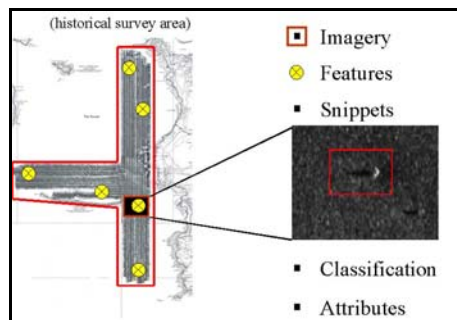 (historical survey area)
Imagery
Features
Snippets
Classification
Attributes